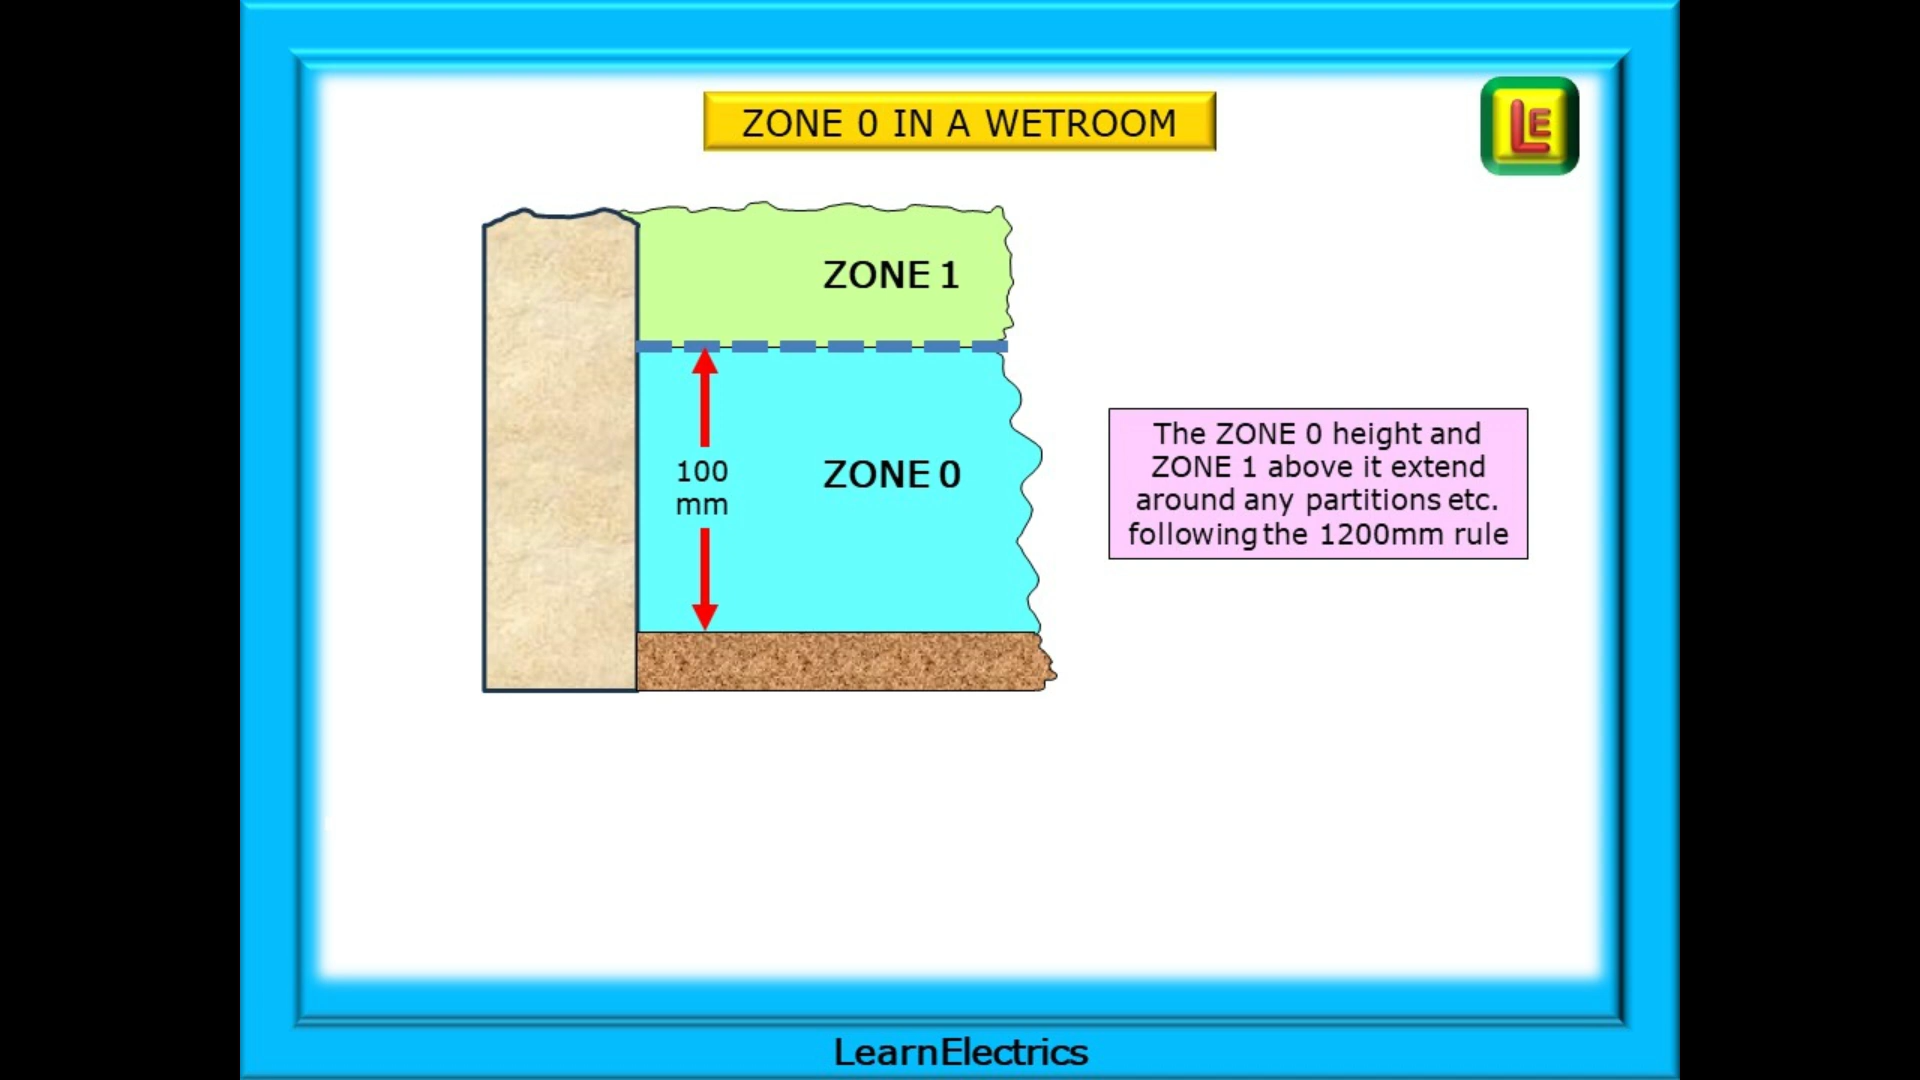 ZONE 0 IN A WETROOM
LE
ZONE 1
100
mm
ZONE 0
The ZONE 0 height and
ZONE 1 above it extend
around any partitions etc.
following the 1200mm rule
LearnElectrics